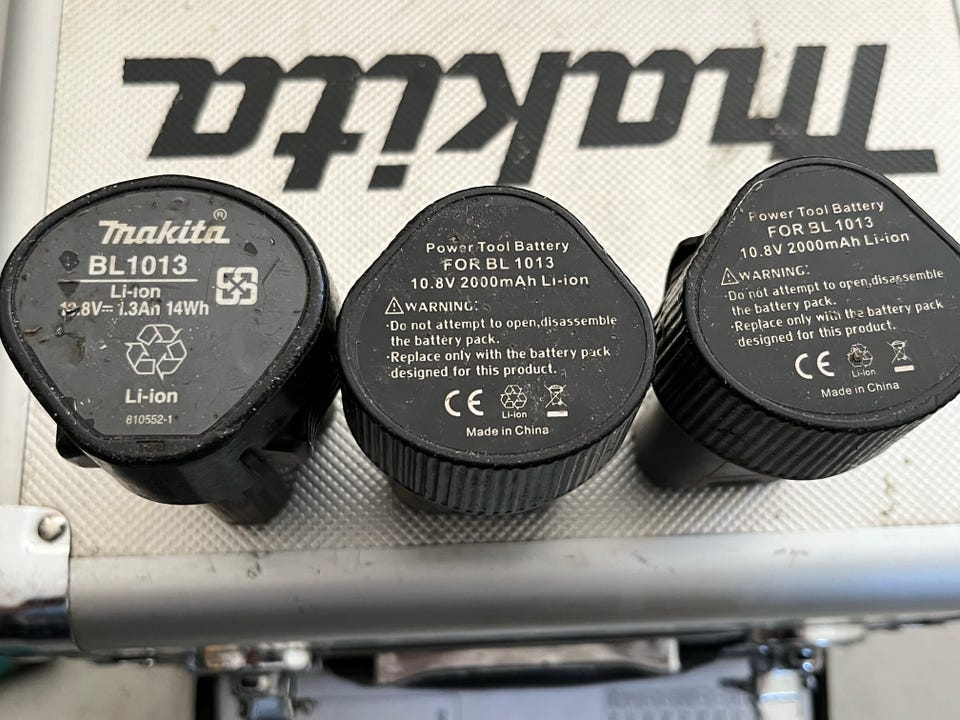 Makita
Makita®
BL1013
Li-ion
10.8V⎓ 1.3Ah 14Wh
Li-ion
810552-1
Power Tool Battery
FOR BL 1013
10.8V 2000mAh Li-ion
WARNING:
·Do not attempt to open,disassemble
the battery pack.
·Replace only with the battery pack
designed for this product.
CE
Li-ion
Made in China
Power Tool Battery
FOR BL 1013
10.8V 2000mAh Li-ion
WARNING:
·Do not attempt to open,disassemble
the battery pack.
·Replace only with the battery pack
designed for this product.
CE
Li-ion
Made in China